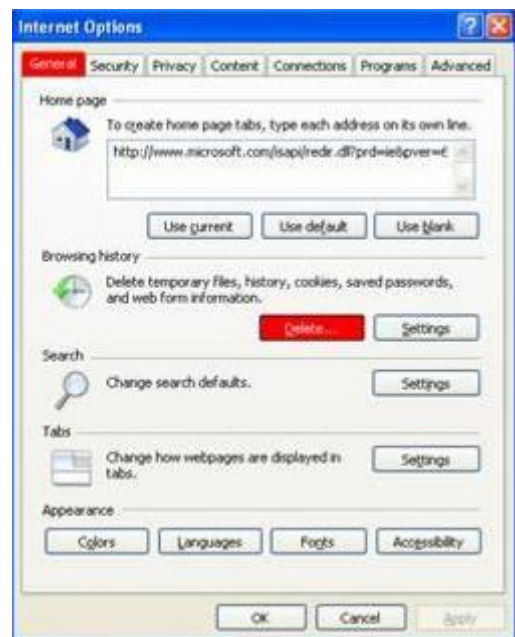 Internet Options
General Security Privacy Content Connections Programs Advanced
Home page
To create home page tabs, type each address on its own line.
http://www.microsoft.com/isapi/redir.dll?prd=ie&pver=6
Use current Use default Use blank
Browsing history
Delete temporary files, history, cookies, saved passwords,
and web form information.
Delete... Settings
Search
Change search defaults. Settings
Tabs
Change how webpages are displayed in
tabs. Settings
Appearance
Colors Languages Fonts Accessibility
OK Cancel Apply